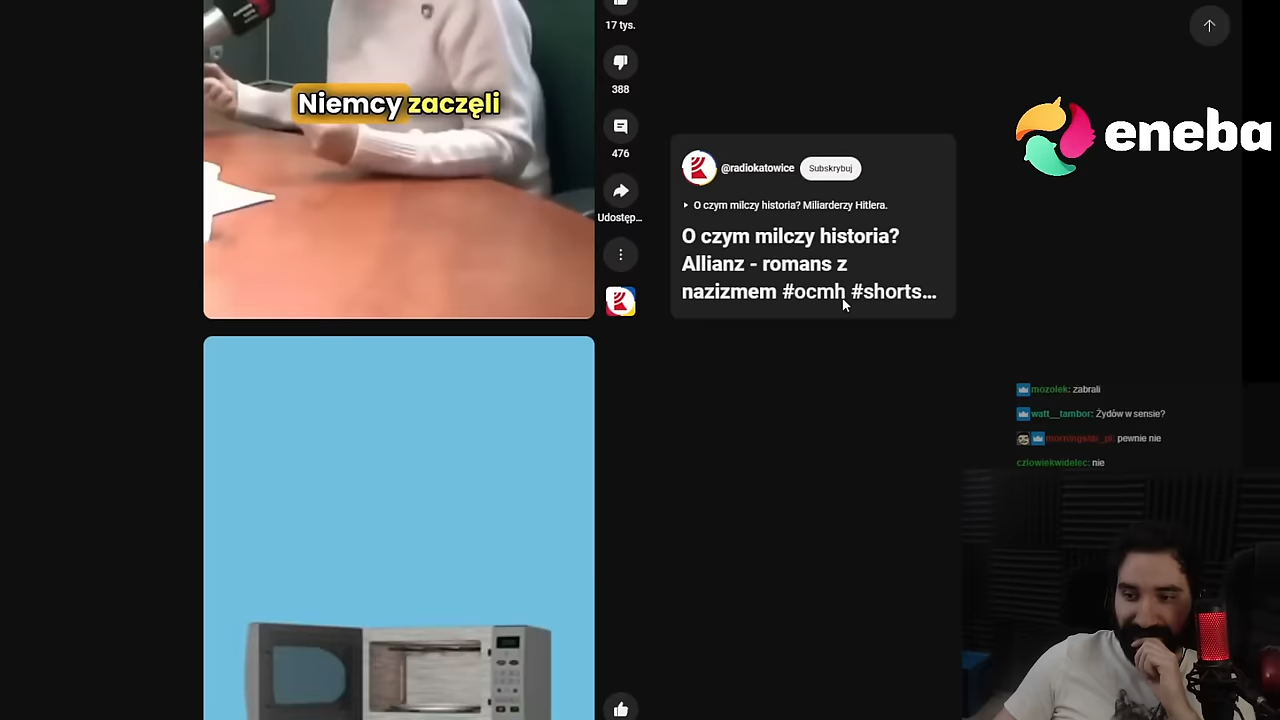 Niemcy zaczęli
17 tys.
388
476
Udostęp...
@radiokatowice
Subskrybuj
O czym milczy historia? Miliarderzy Hitlera.
O czym milczy historia?
Allianz - romans z
nazizmem #ocmh #shorts...
eneba
mozolek: zabrali
watt__tambor: Żydów w sensie?
pewnie nie
czlowiekwidelec: nie